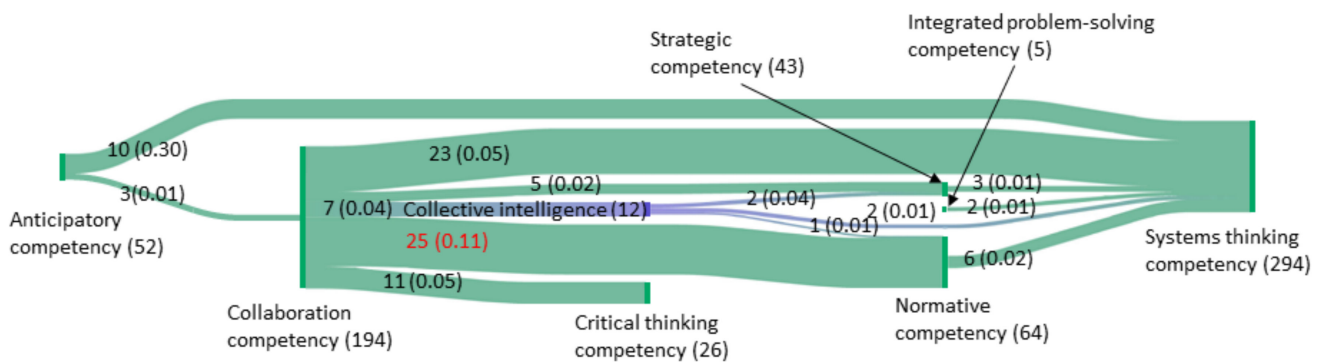 Integrated problem-solving
competency (5)
Strategic
competency (43)
10 (0.30)
23 (0.05)
3(0.01)
5 (0.02)
3 (0.01)
2 (0.04)
7 (0.04)
Collective intelligence (12)
2 (0.01)
2 (0.01)
1 (0.01)
25 (0.11)
6 (0.02)
11 (0.05)
Anticipatory
competency (52)
Systems thinking
competency (294)
Collaboration
competency (194)
Critical thinking
competency (26)
Normative
competency (64)